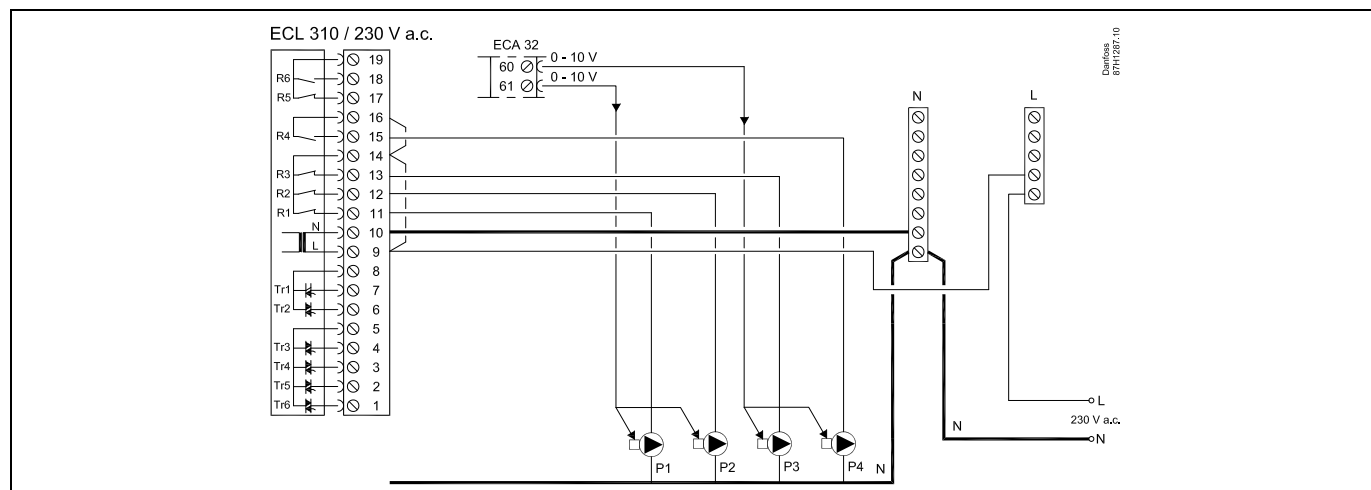 ECL 310 / 230 V a.c.
ECA 32
60 0 - 10 V
61 0 - 10 V
Danfoss
87H1287.10
N
L
19
R6 18
R5 17
16
R4 15
14
R3 13
R2 12
R1 11
N 10
L 9
8
Tr1 7
Tr2 6
5
Tr3 4
Tr4 3
Tr5 2
Tr6 1
L
230 V a.c.
N
N
P1 P2 P3 P4 N